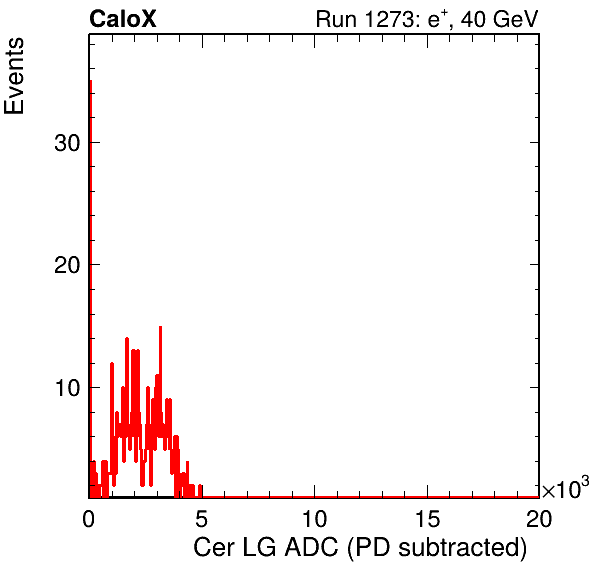 CaloX Run 1273: e⁺, 40 GeV
Events
30
20
10
0 5 10 15 20
×10³
Cer LG ADC (PD subtracted)